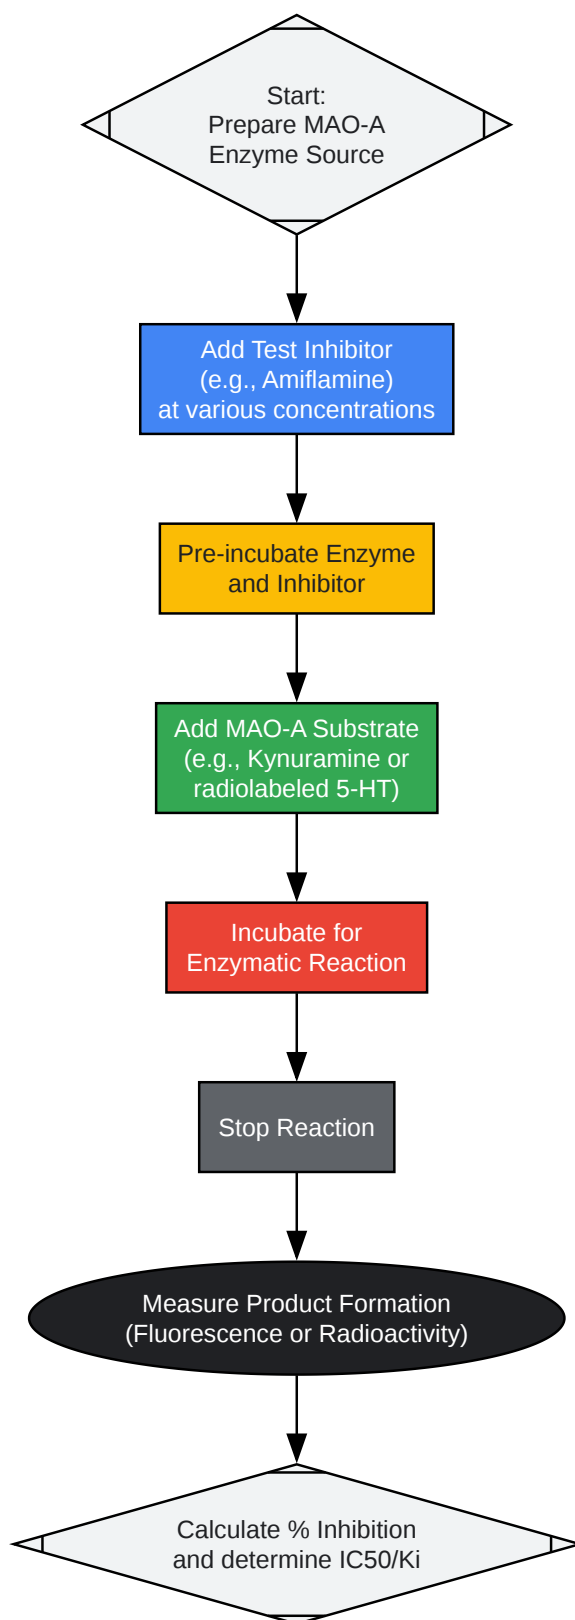 Start:
Prepare MAO-A
Enzyme Source
Add Test Inhibitor
(e.g., Amiflamine)
at various concentrations
Pre-incubate Enzyme
and Inhibitor
Add MAO-A Substrate
(e.g., Kynuramine or
radiolabeled 5-HT)
Incubate for
Enzymatic Reaction
Stop Reaction
Measure Product Formation
(Fluorescence or Radioactivity)
Calculate % Inhibition
and determine IC50/Ki